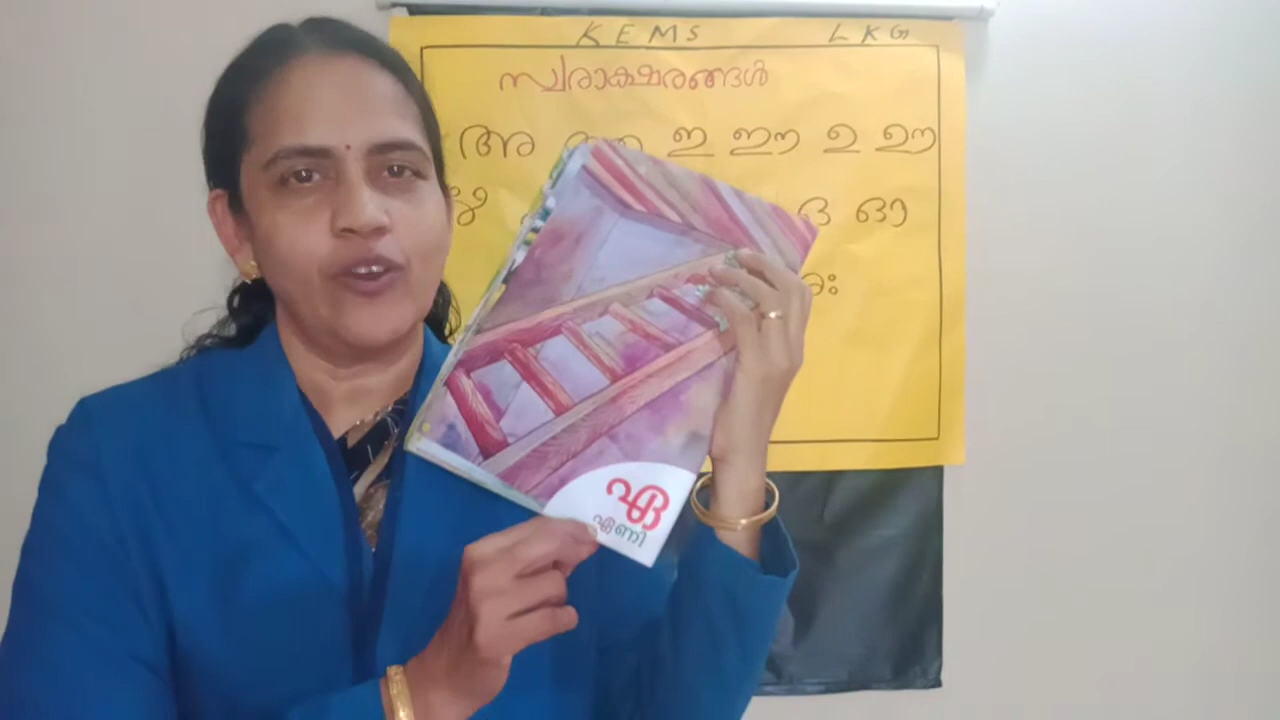 KEMS LKG
സ്വരാക്ഷരങ്ങൾ
അ ഇ ഈ ഉ ഊ
ഒ ഓ
ഏ
ഏണി